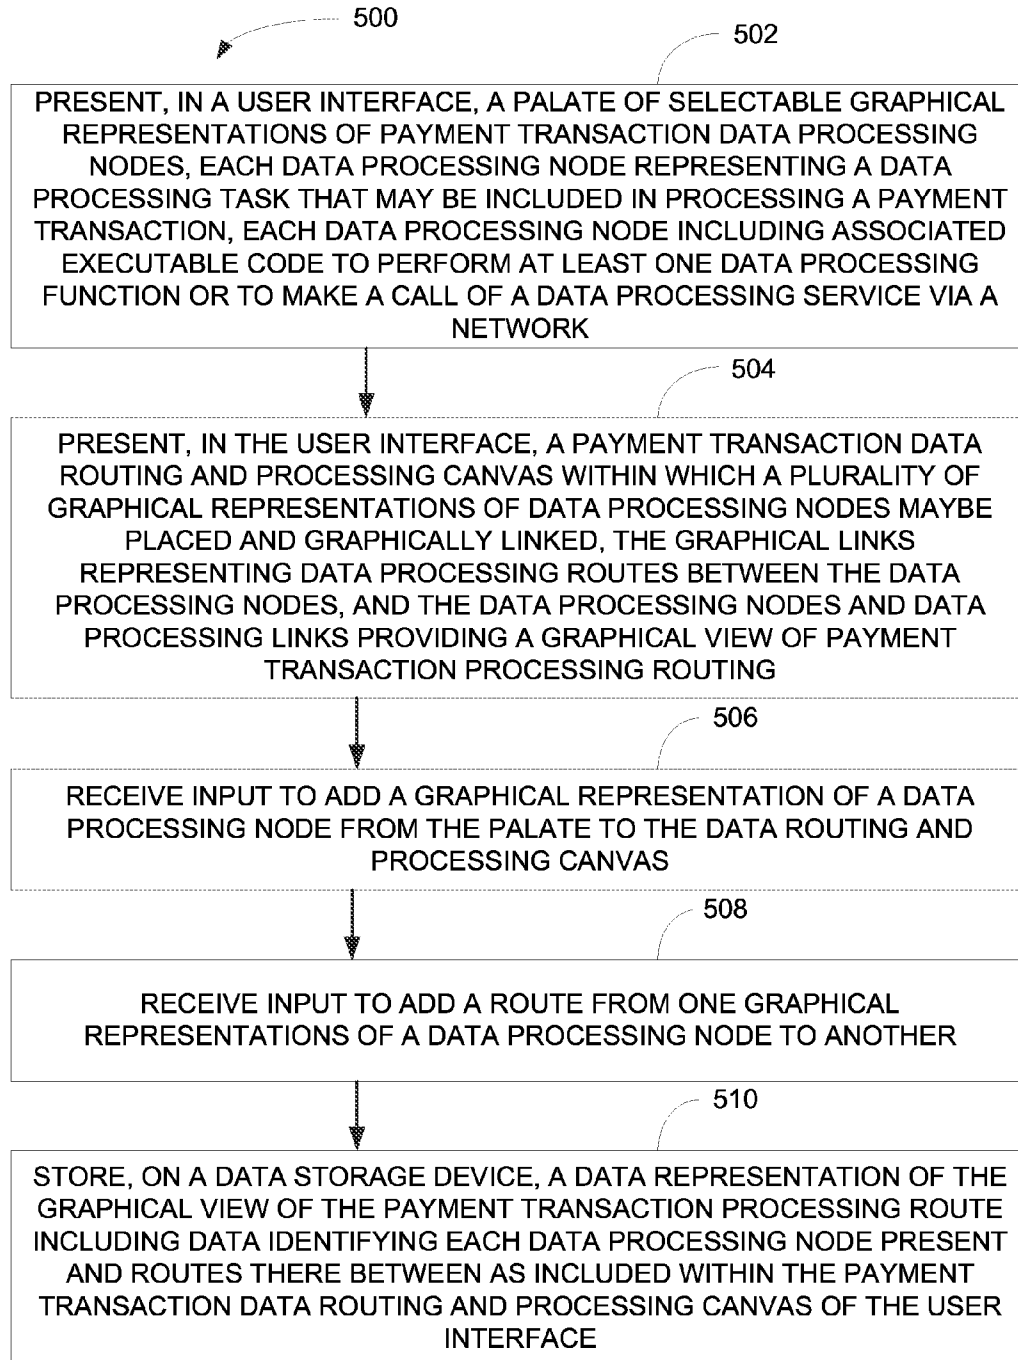 500
502
PRESENT, IN A USER INTERFACE, A PALATE OF SELECTABLE GRAPHICAL
REPRESENTATIONS OF PAYMENT TRANSACTION DATA PROCESSING
NODES, EACH DATA PROCESSING NODE REPRESENTING A DATA
PROCESSING TASK THAT MAY BE INCLUDED IN PROCESSING A PAYMENT
TRANSACTION, EACH DATA PROCESSING NODE INCLUDING ASSOCIATED
EXECUTABLE CODE TO PERFORM AT LEAST ONE DATA PROCESSING
FUNCTION OR TO MAKE A CALL OF A DATA PROCESSING SERVICE VIA A
NETWORK
504
PRESENT, IN THE USER INTERFACE, A PAYMENT TRANSACTION DATA
ROUTING AND PROCESSING CANVAS WITHIN WHICH A PLURALITY OF
GRAPHICAL REPRESENTATIONS OF DATA PROCESSING NODES MAYBE
PLACED AND GRAPHICALLY LINKED, THE GRAPHICAL LINKS
REPRESENTING DATA PROCESSING ROUTES BETWEEN THE DATA
PROCESSING NODES, AND THE DATA PROCESSING NODES AND DATA
PROCESSING LINKS PROVIDING A GRAPHICAL VIEW OF PAYMENT
TRANSACTION PROCESSING ROUTING
506
RECEIVE INPUT TO ADD A GRAPHICAL REPRESENTATION OF A DATA
PROCESSING NODE FROM THE PALATE TO THE DATA ROUTING AND
PROCESSING CANVAS
508
RECEIVE INPUT TO ADD A ROUTE FROM ONE GRAPHICAL
REPRESENTATIONS OF A DATA PROCESSING NODE TO ANOTHER
510
STORE, ON A DATA STORAGE DEVICE, A DATA REPRESENTATION OF THE
GRAPHICAL VIEW OF THE PAYMENT TRANSACTION PROCESSING ROUTE
INCLUDING DATA IDENTIFYING EACH DATA PROCESSING NODE PRESENT
AND ROUTES THERE BETWEEN AS INCLUDED WITHIN THE PAYMENT
TRANSACTION DATA ROUTING AND PROCESSING CANVAS OF THE USER
INTERFACE